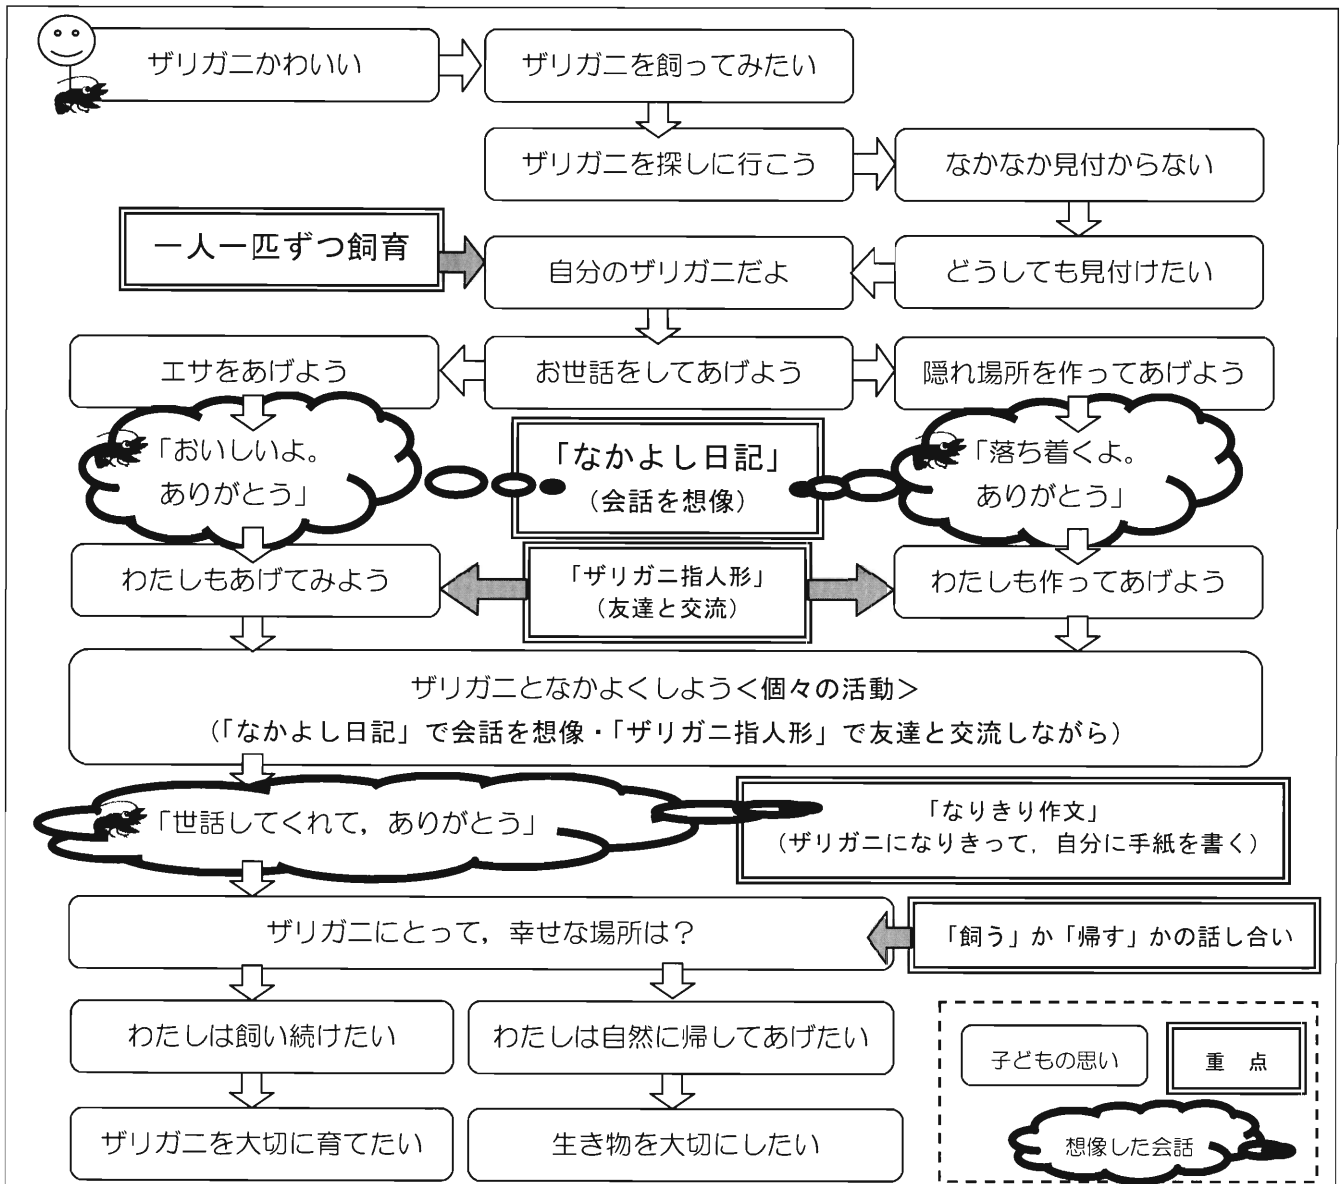 ザリガニかわいい
ザリガニを飼ってみたい
ザリガニを探しに行こう
なかなか見付からない
一人一匹ずつ飼育
自分のザリガニだよ
どうしても見付けたい
エサをあげよう
お世話をしてあげよう
隠れ場所を作ってあげよう
「おいしいよ。
ありがとう」
「なかよし日記」
（会話を想像）
「落ち着くよ。
ありがとう」
わたしもあげてみよう
「ザリガニ指人形」
（友達と交流）
わたしも作ってあげよう
ザリガニとなかよくしよう＜個々の活動＞
（「なかよし日記」で会話を想像・「ザリガニ指人形」で友達と交流しながら）
「世話してくれて，ありがとう」
「なりきり作文」
（ザリガニになりきって，自分に手紙を書く）
ザリガニにとって，幸せな場所は？
「飼う」か「帰す」かの話し合い
わたしは飼い続けたい
わたしは自然に帰してあげたい
ザリガニを大切に育てたい
生き物を大切にしたい
子どもの思い
重　点
想像した会話